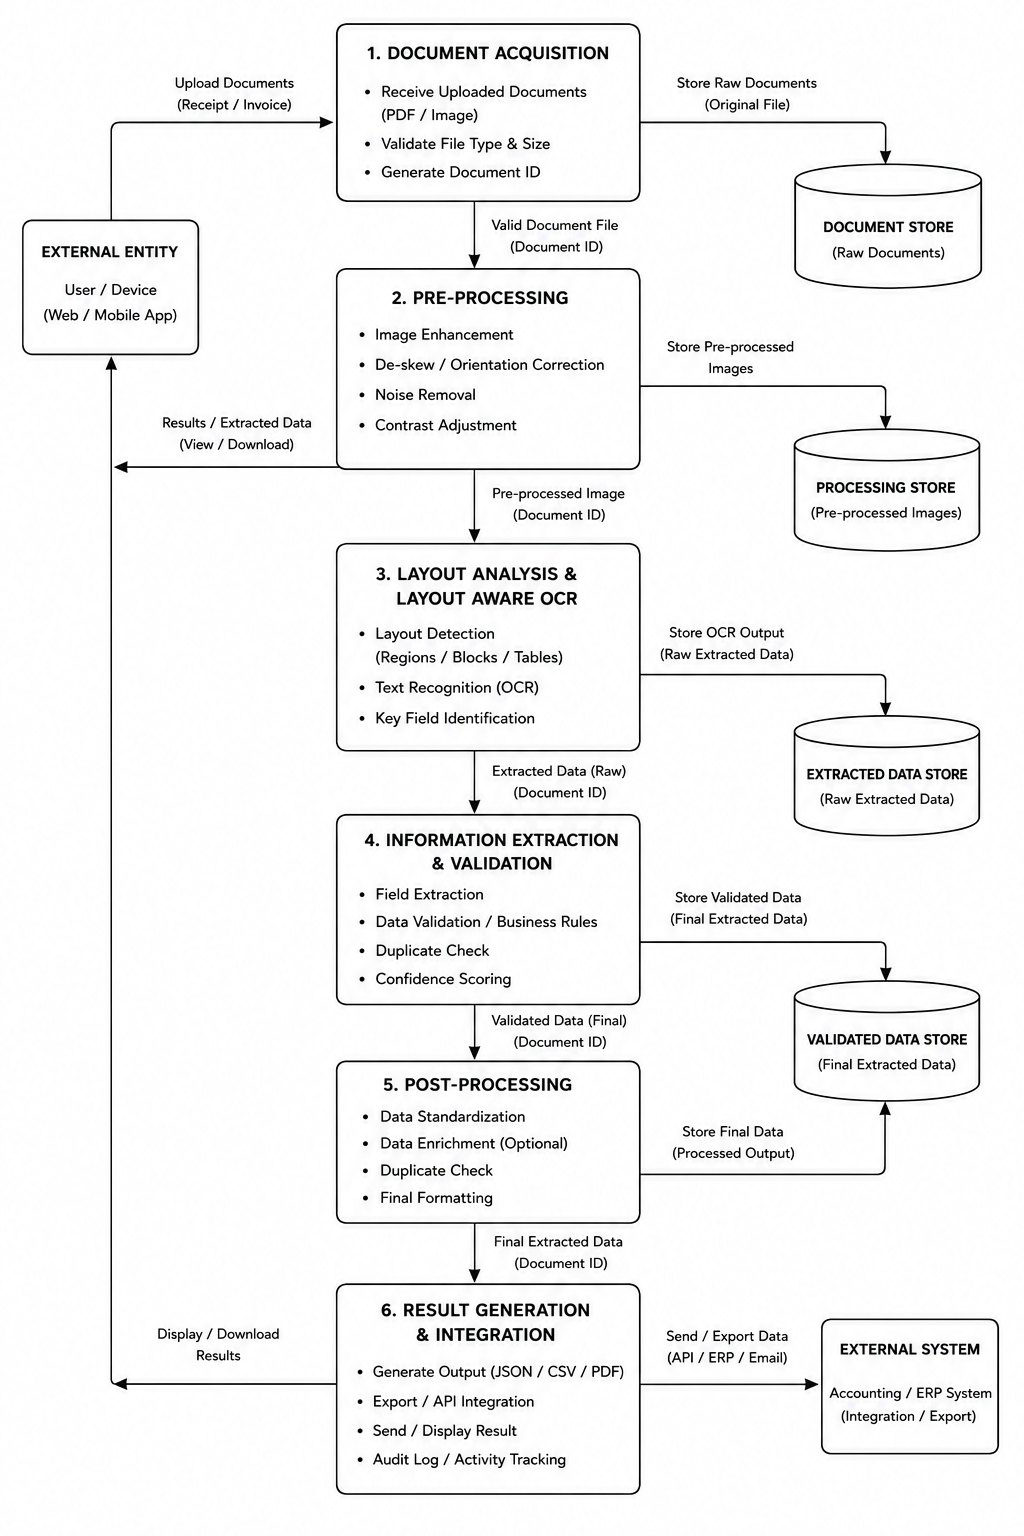 1. DOCUMENT ACQUISITION
• Receive Uploaded Documents
(PDF / Image)
• Validate File Type & Size
• Generate Document ID
Upload Documents
(Receipt / Invoice)
Store Raw Documents
(Original File)
DOCUMENT STORE
(Raw Documents)
EXTERNAL ENTITY
User / Device
(Web / Mobile App)
Valid Document File
(Document ID)
2. PRE-PROCESSING
• Image Enhancement
• De-skew / Orientation Correction
• Noise Removal
• Contrast Adjustment
Store Pre-processed
Images
Results / Extracted Data
(View / Download)
PROCESSING STORE
(Pre-processed Images)
Pre-processed Image
(Document ID)
3. LAYOUT ANALYSIS &
LAYOUT AWARE OCR
• Layout Detection
(Regions / Blocks / Tables)
• Text Recognition (OCR)
• Key Field Identification
Store OCR Output
(Raw Extracted Data)
EXTRACTED DATA STORE
(Raw Extracted Data)
Extracted Data (Raw)
(Document ID)
4. INFORMATION EXTRACTION
& VALIDATION
• Field Extraction
• Data Validation / Business Rules
• Duplicate Check
• Confidence Scoring
Store Validated Data
(Final Extracted Data)
VALIDATED DATA STORE
(Final Extracted Data)
Validated Data (Final)
(Document ID)
5. POST-PROCESSING
• Data Standardization
• Data Enrichment (Optional)
• Duplicate Check
• Final Formatting
Store Final Data
(Processed Output)
Final Extracted Data
(Document ID)
6. RESULT GENERATION
& INTEGRATION
• Generate Output (JSON / CSV / PDF)
• Export / API Integration
• Send / Display Result
• Audit Log / Activity Tracking
Display / Download
Results
Send / Export Data
(API / ERP / Email)
EXTERNAL SYSTEM
Accounting / ERP System
(Integration / Export)